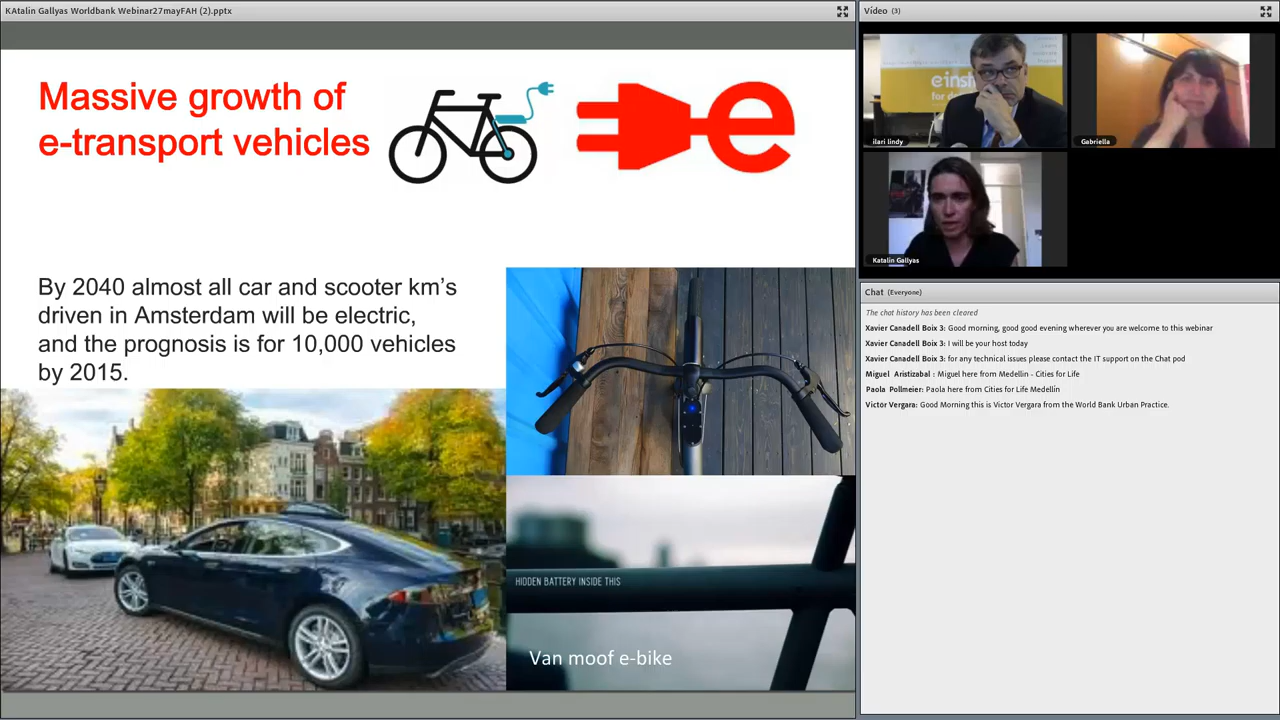 KAtalin Gallyas Worldbank Webinar27mayFAH (2).pptx
Massive growth of
e-transport vehicles
e
By 2040 almost all car and scooter km's
driven in Amsterdam will be electric,
and the prognosis is for 10,000 vehicles
by 2015.
HIDDEN BATTERY INSIDE THIS
Van moof e-bike
Vídeo (3)
einsi
for d
ilari lindy
Gabriella
Katalin Gallyas
Chat (Everyone)
The chat history has been cleared
Xavier Canadell Boix 3: Good morning, good good evening wherever you are welcome to this webinar
Xavier Canadell Boix 3: I will be your host today
Xavier Canadell Boix 3: for any technical issues please contact the IT support on the Chat pod
Miguel Aristizabal : Miguel here from Medellin - Cities for Life
Paola Pollmeier: Paola here from Cities for Life Medellín
Victor Vergara: Good Morning this is Victor Vergara from the World Bank Urban Practice.